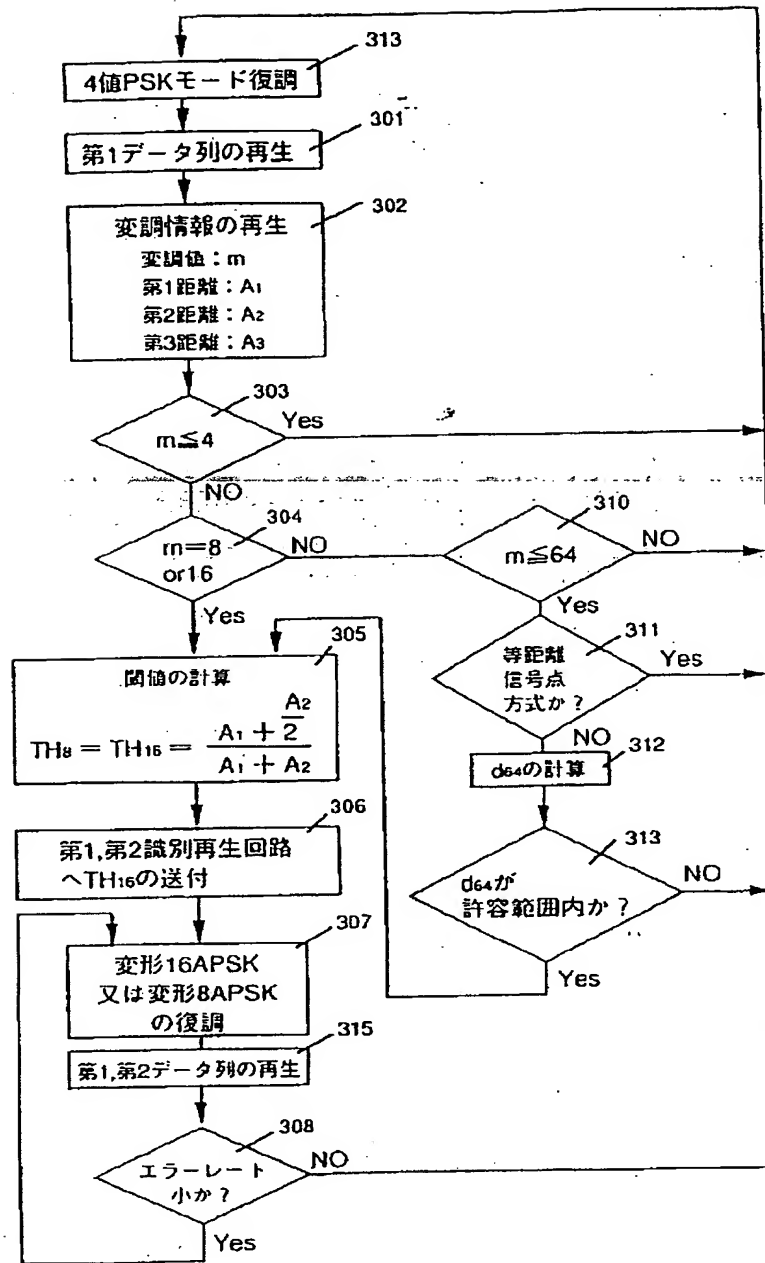 313
4値PSKモード復調
301
第1データ列の再生
302
変調情報の再生
変調値：m
第1距離：A1
第2距離：A2
第3距離：A3
303
m≦4
Yes
NO
304
m=8
or16
NO
Yes
310
m≦64
NO
Yes
311
等距離
信号点
方式か？
Yes
NO
312
d64の計算
313
d64が
許容範囲内か？
NO
Yes
305
閾値の計算
TH8 = TH16 = (A1 + A2/2) / (A1 + A2)
306
第1,第2識別再生回路
へTH16の送付
307
変形16APSK
又は変形8APSK
の復調
315
第1,第2データ列の再生
308
エラーレート
小か？
NO
Yes